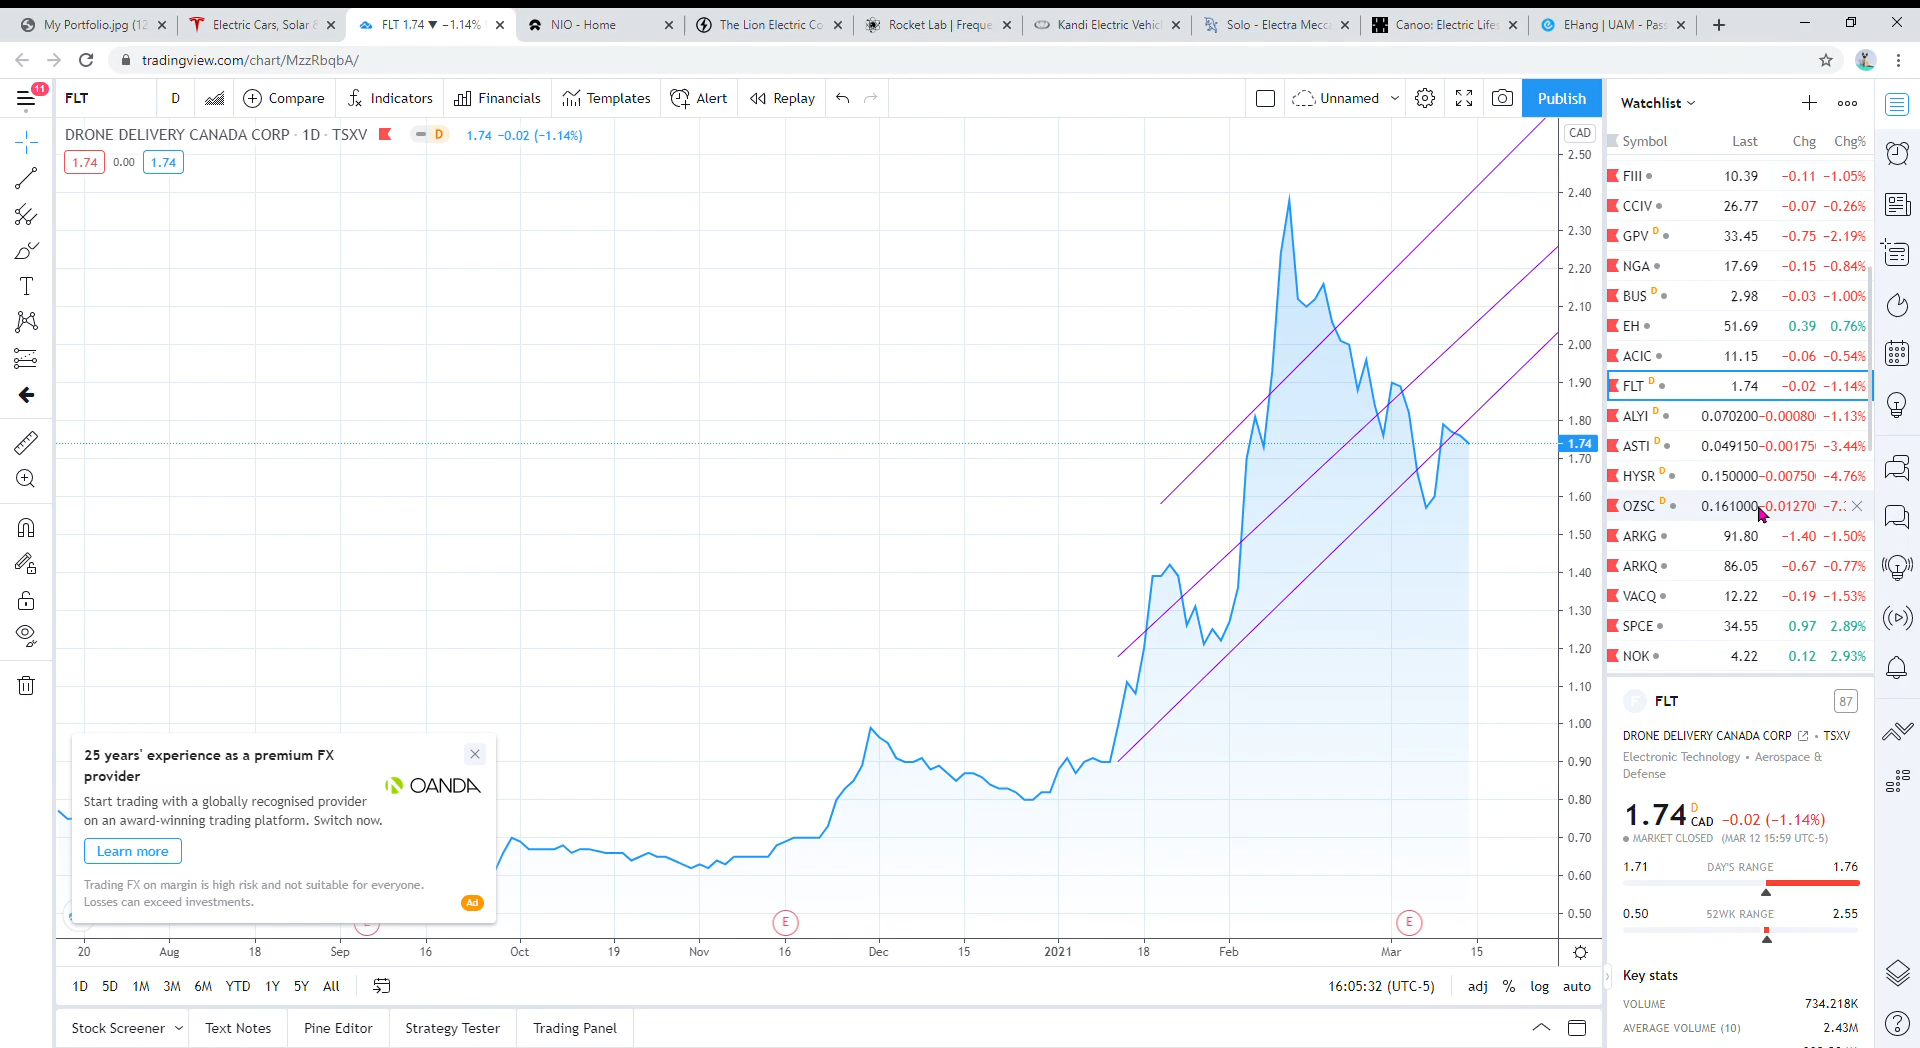 My Portfolio.jpg (12
Electric Cars, Solar &
FLT 1.74 ▼ −1.14%
NIO - Home
The Lion Electric Co
Rocket Lab | Freque
Kandi Electric Vehicl
Solo - Electra Mecc
Canoo: Electric Lifes
EHang | UAM - Pass
tradingview.com/chart/MzzRbqbA/
11
FLT
D
Compare
Indicators
Financials
Templates
Alert
Replay
Unnamed
Publish
DRONE DELIVERY CANADA CORP · 1D · TSXV
D
1.74 −0.02 (−1.14%)
1.74 0.00 1.74
CAD
2.50
2.40
2.30
2.20
2.10
2.00
1.90
1.80
1.74
1.70
1.60
1.50
1.40
1.30
1.20
1.10
1.00
0.90
0.80
0.70
0.60
0.50
25 years' experience as a premium FX
provider
OANDA
Start trading with a globally recognised provider
on an award-winning trading platform. Switch now.
Learn more
Trading FX on margin is high risk and not suitable for everyone.
Losses can exceed investments.
Ad
E
E
E
20 Aug 18 Sep 16 Oct 19 Nov 16 Dec 15 2021 18 Feb Mar 15
1D 5D 1M 3M 6M YTD 1Y 5Y All
16:05:32 (UTC-5)
adj % log auto
Stock Screener
Text Notes
Pine Editor
Strategy Tester
Trading Panel
Watchlist
Symbol Last Chg Chg%
FIII 10.39 −0.11 −1.05%
CCIV 26.77 −0.07 −0.26%
GPV D 33.45 −0.75 −2.19%
NGA 17.69 −0.15 −0.84%
BUS D 2.98 −0.03 −1.00%
EH 51.69 0.39 0.76%
ACIC 11.15 −0.06 −0.54%
FLT D 1.74 −0.02 −1.14%
ALYI D 0.070200 −0.00080 −1.13%
ASTI D 0.049150 −0.00175 −3.44%
HYSR D 0.150000 −0.00750 −4.76%
OZSC D 0.161000 −0.01270 −7.
ARKG 91.80 −1.40 −1.50%
ARKQ 86.05 −0.67 −0.77%
VACQ 12.22 −0.19 −1.53%
SPCE 34.55 0.97 2.89%
NOK 4.22 0.12 2.93%
F FLT
87
DRONE DELIVERY CANADA CORP · TSXV
Electronic Technology • Aerospace &
Defense
1.74 D CAD −0.02 (−1.14%)
MARKET CLOSED (MAR 12 15:59 UTC-5)
1.71 DAY'S RANGE 1.76
0.50 52WK RANGE 2.55
Key stats
VOLUME 734.218K
AVERAGE VOLUME (10) 2.43M